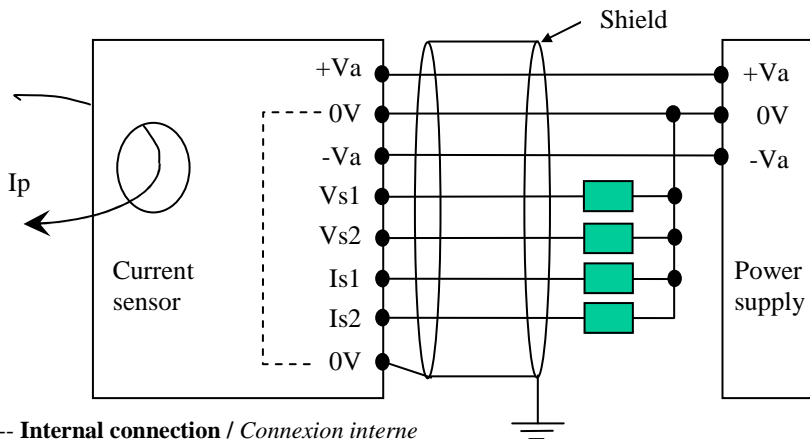 Shield
+Va
0V
-Va
Vs1
Vs2
Is1
Is2
0V
Ip
Current
sensor
+Va
0V
-Va
Power
supply
-- Internal connection / Connexion interne